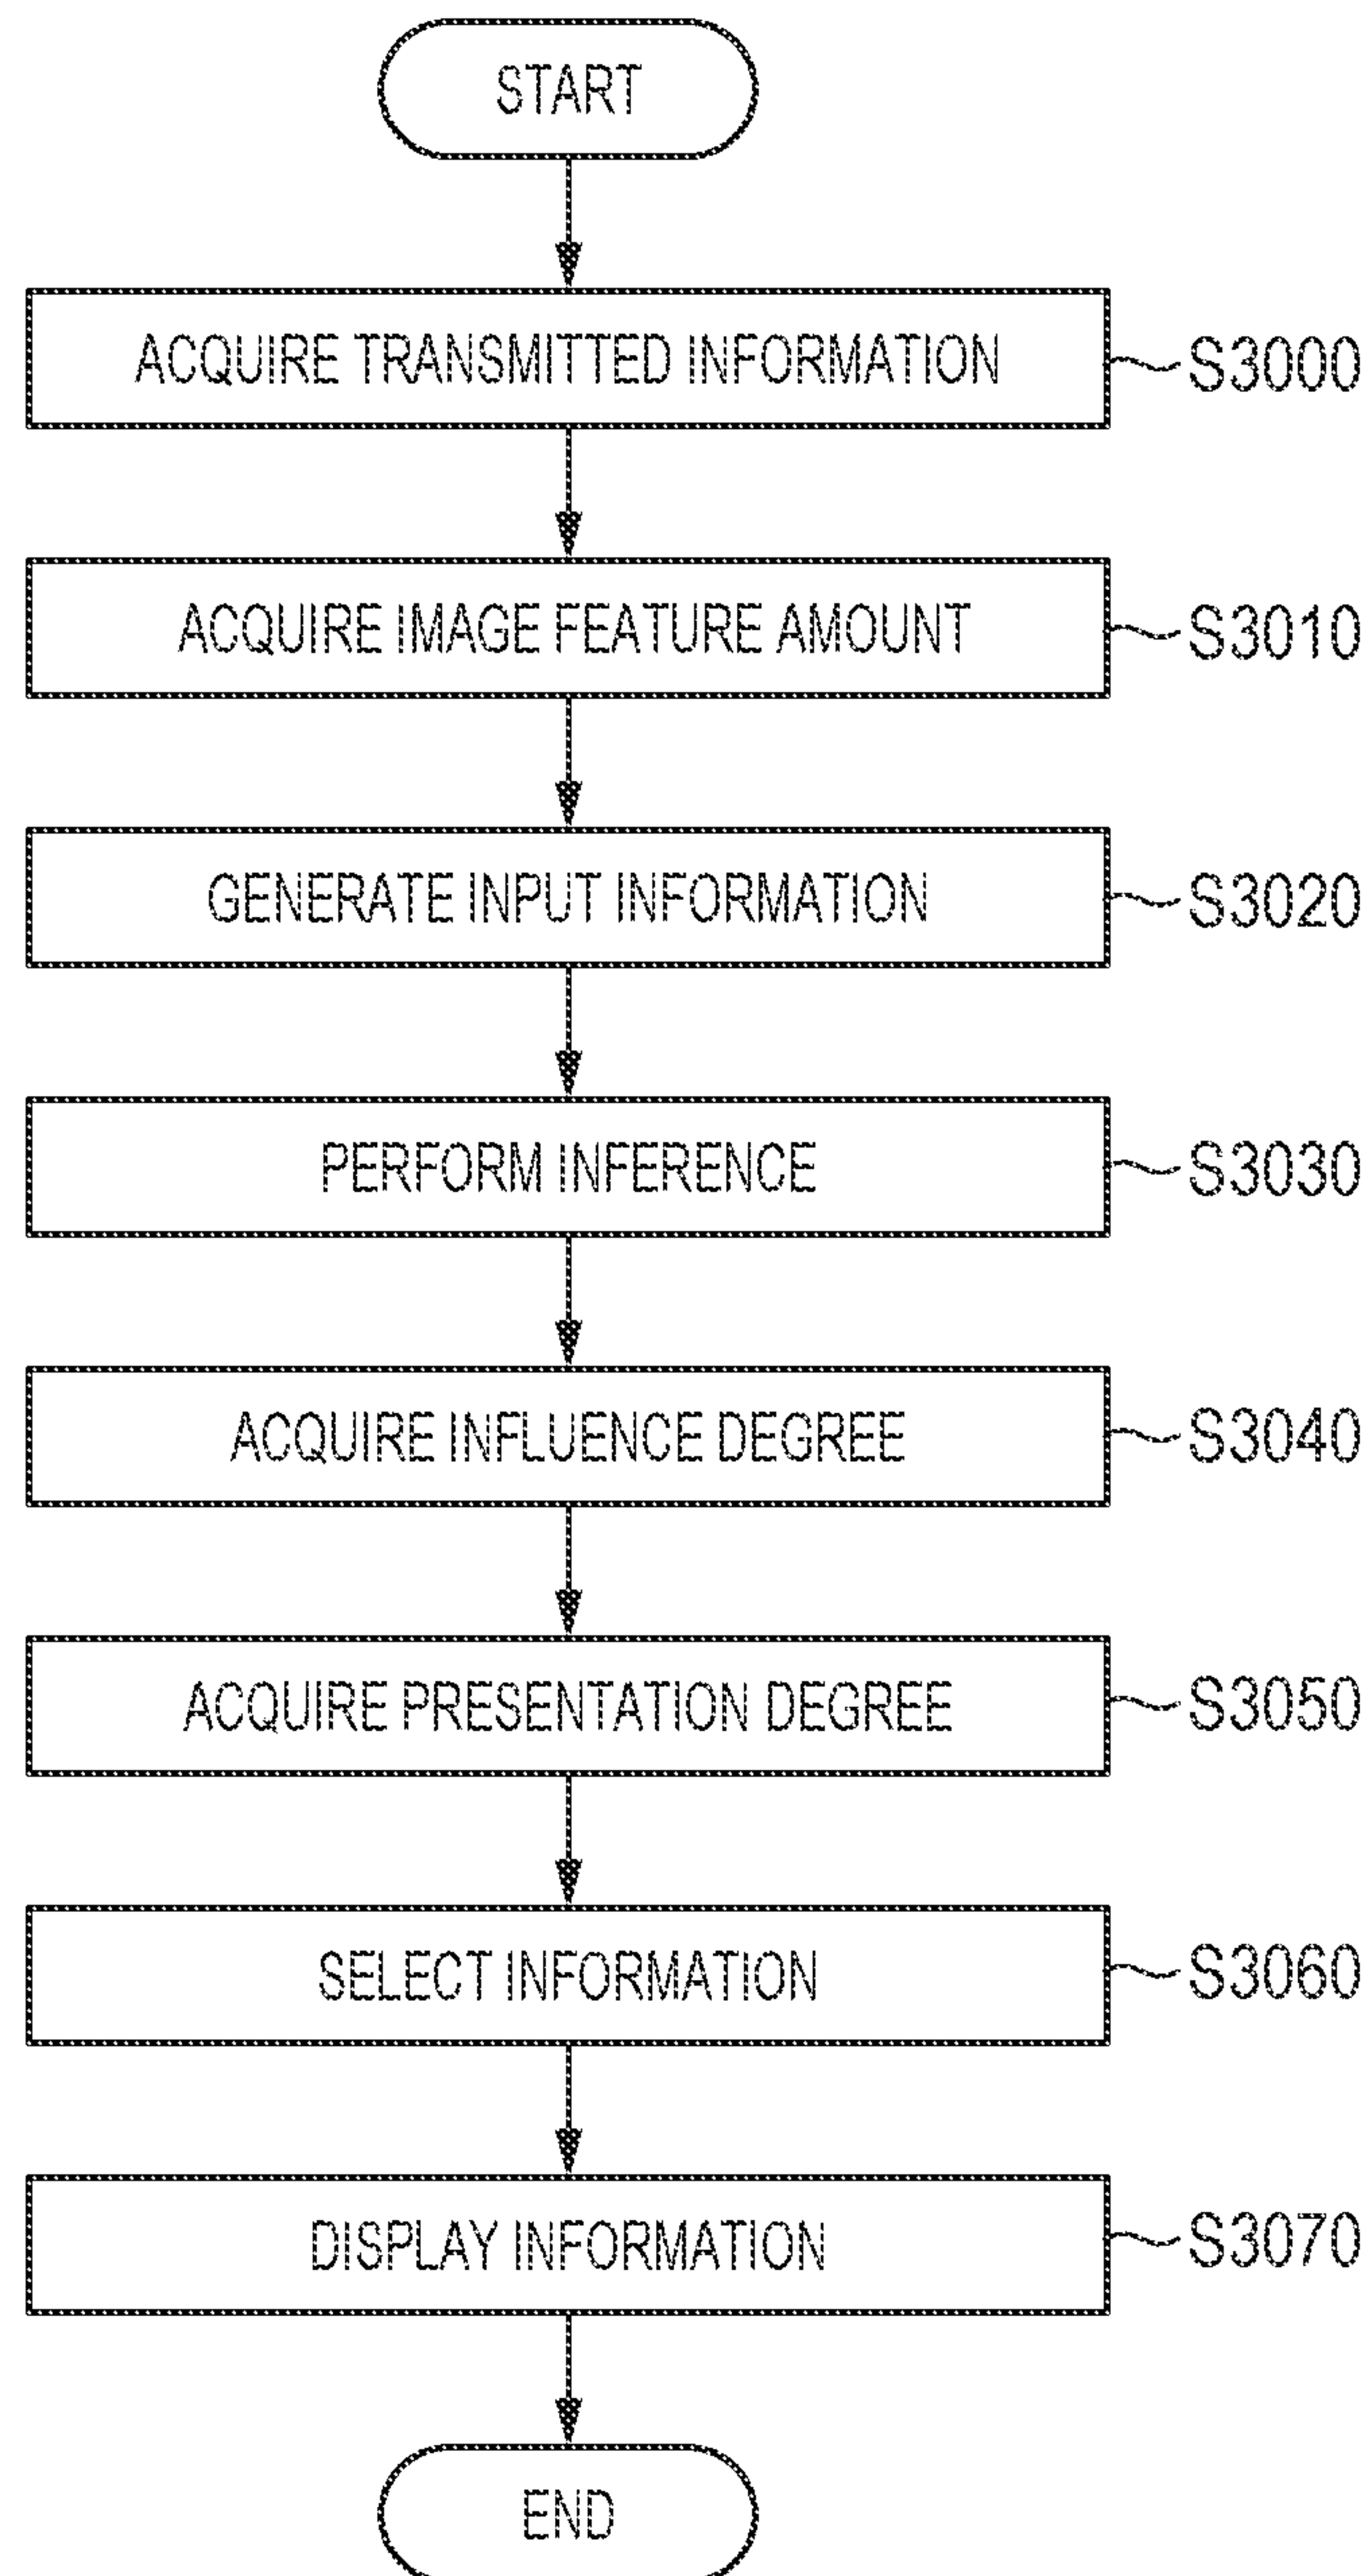 START
ACQUIRE TRANSMITTED INFORMATION S3000
ACQUIRE IMAGE FEATURE AMOUNT S3010
GENERATE INPUT INFORMATION S3020
PERFORM INFERENCE S3030
ACQUIRE INFLUENCE DEGREE S3040
ACQUIRE PRESENTATION DEGREE S3050
SELECT INFORMATION S3060
DISPLAY INFORMATION S3070
END